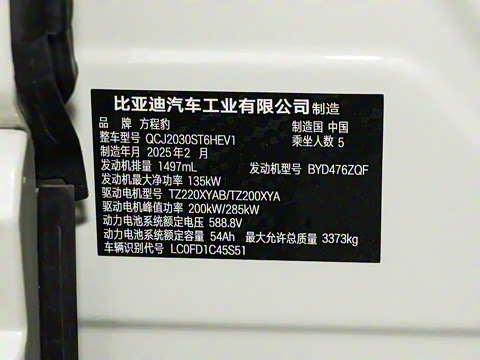 比亚迪汽车工业有限公司 制造
品 牌 方程豹 制造国 中国
整车型号 QCJ2030ST6HEV1 乘坐人数 5
制造年月 2025年2 月
发动机排量 1497mL 发动机型号 BYD476ZQF
发动机最大净功率 135kW
驱动电机型号 TZ220XYAB/TZ200XYA
驱动电机峰值功率 200kW/285kW
动力电池系统额定电压 588.8V
动力电池系统额定容量 54Ah 最大允许总质量 3373kg
车辆识别代号 LC0FD1C45S51